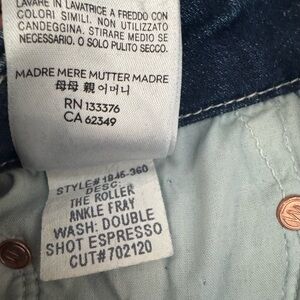 LAVARE IN LAVATRICE A FREDDO CON
COLORI SIMILI. NON UTILIZZATO
CANDEGGINA. STIRARE MEDIO SE
NECESSARIO. O SOLO PULITO SECCO.
MADRE MERE MUTTER MADRE
母母 親 어머니
RN 133376
CA 62349
STYLE# 1846-360
DESC:
THE ROLLER
ANKLE FRAY
WASH: DOUBLE
SHOT ESPRESSO
CUT# 702120